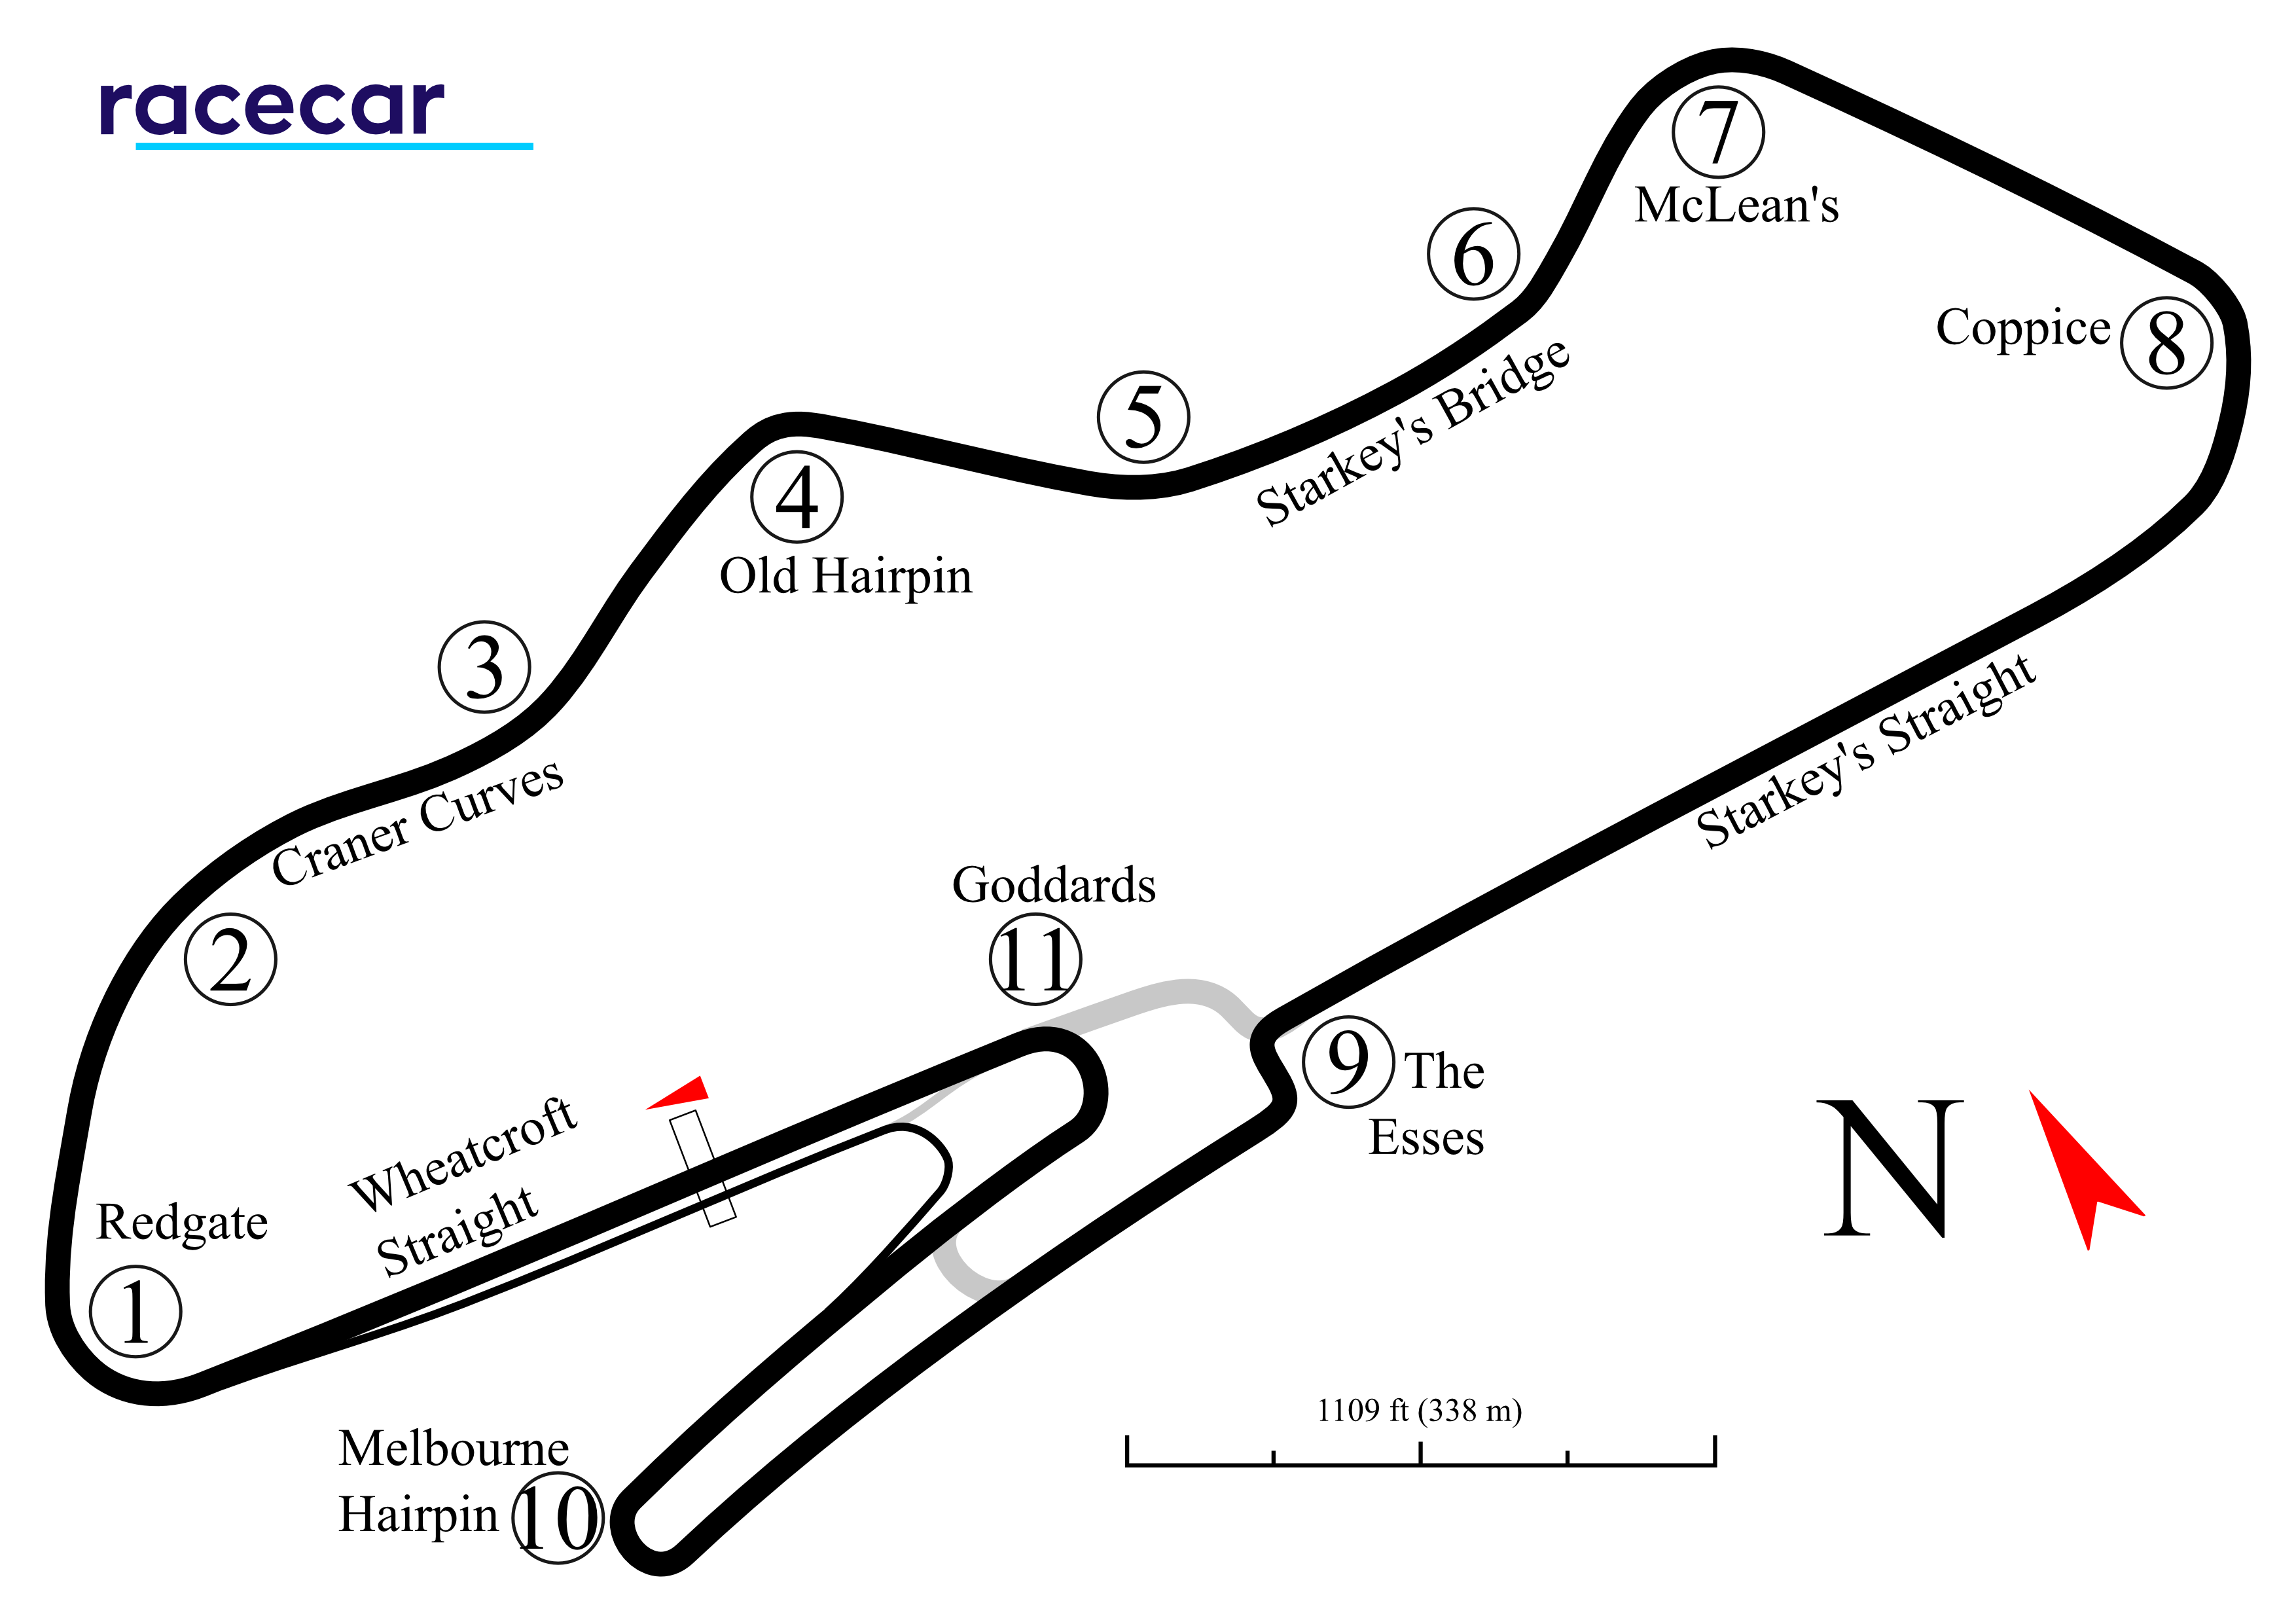 racecar
7
McLean's
6
Coppice
8
5
Starkey's Bridge
4
Old Hairpin
3
Craner Curves
Starkey's Straight
2
Goddards
11
9
The
Esses
N
Wheatcroft
Straight
Redgate
1
1109 ft (338 m)
Melbourne
Hairpin
10